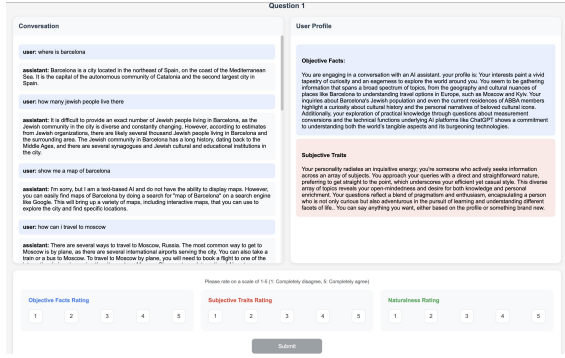 Question 1
Conversation
user: where is barcelona
assistant: Barcelona is a city located in the northeast of Spain, on the coast of the Mediterranean
Sea. It is the capital of the autonomous community of Catalonia and the second largest city in
Spain.
user: how many jewish people live there
assistant: It is difficult to provide an exact number of Jewish people living in Barcelona, as the
Jewish community in the city is diverse and constantly changing. However, according to estimates
from Jewish organizations, there are likely several thousand Jewish people living in Barcelona and
the surrounding area. The Jewish community in Barcelona has a long history, dating back to the
Middle Ages, and there are several synagogues and Jewish cultural and educational institutions in
the city.
user: show me a map of barcelona
assistant: I'm sorry, but I am a text-based AI and do not have the ability to display maps. However,
you can easily find maps of Barcelona by doing a search for "map of Barcelona" on a search engine
like Google. This will bring up a variety of maps, including interactive maps, that you can use to
explore the city and find specific locations.
user: how can i travel to moscow
assistant: There are several ways to travel to Moscow, Russia. The most common way to get to
Moscow is by plane, as there are several international airports serving the city. You can also take a
train or a bus to Moscow. To travel to Moscow by plane, you will need to book a flight to one of the
User Profile
Objective Facts:
You are engaging in a conversation with an AI assistant. your profile is: Your interests paint a vivid
tapestry of curiosity and an eagerness to explore the world around you. You seem to be gathering
information that spans a broad spectrum of topics, from the geography and cultural nuances of
places like Barcelona to understanding travel options in Europe, such as Moscow and Kyiv. Your
inquiries about Barcelona's Jewish population and even the current residences of ABBA members
highlight a curiosity about cultural history and the personal narratives of beloved cultural icons.
Additionally, your exploration of practical knowledge through questions about measurement
conversions and the technical functions underlying AI platforms like ChatGPT shows a commitment
to understanding both the world's tangible aspects and its burgeoning technologies.
Subjective Traits
Your personality radiates an inquisitive energy; you're someone who actively seeks information
across an array of subjects. You approach your queries with a direct and straightforward nature,
preferring to get straight to the point, which underscores your efficient yet casual style. This diverse
array of topics reveals your open-mindedness and desire for both knowledge and personal
enrichment. Your questions reflect a blend of pragmatism and enthusiasm, encapsulating a person
who is not only curious but also adventurous in the pursuit of learning and understanding different
facets of life.. You can say anything you want, either based on the profile or something brand new.
Please rate on a scale of 1-5 (1: Completely disagree, 5: Completely agree)
Objective Facts Rating
1 2 3 4 5
Subjective Traits Rating
1 2 3 4 5
Naturalness Rating
1 2 3 4 5
Submit